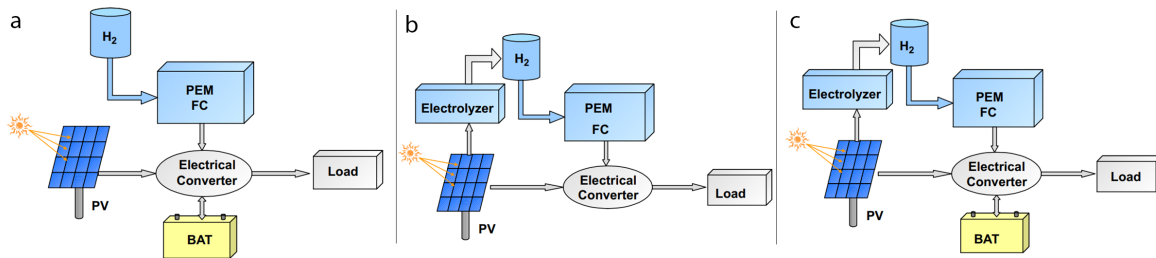 a
H2
PEM
FC
Electrical
Converter
Load
PV
BAT
b
H2
Electrolyzer
PEM
FC
Electrical
Converter
Load
PV
c
H2
Electrolyzer
PEM
FC
Electrical
Converter
Load
PV
BAT